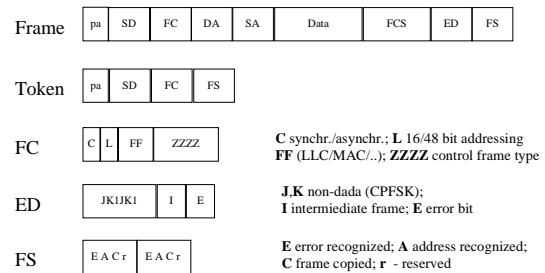 Frame pa SD FC DA SA Data FCS ED FS
Token pa SD FC FS
FC C L FF ZZZZ C synchr./asynchr.; L 16/48 bit addressing
FF (LLC/MAC/..); ZZZZ control frame type
ED JK1JK1 I E J,K non-dada (CPFSK);
I intermiediate frame; E error bit
FS E A C r E A C r E error recognized; A address recognized;
C frame copied; r - reserved